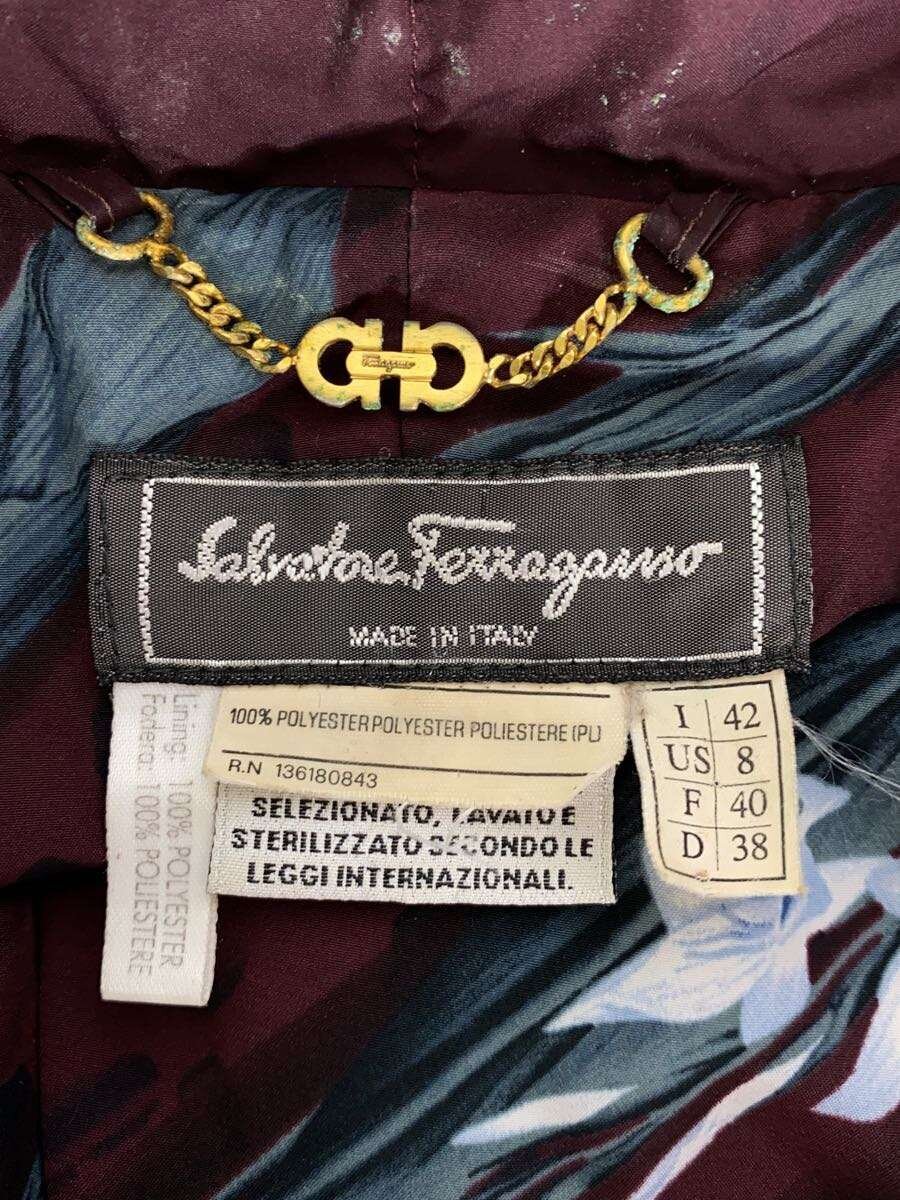 Ferragamo
Salvatore Ferragamo
MADE IN ITALY
100% POLYESTER POLYESTER POLIESTERE (PL)
R.N 136180843
SELEZIONATO, LAVATO E
STERILIZZATO SECONDO LE
LEGGI INTERNAZIONALI.
I 42
US 8
F 40
D 38
Lining: 100% POLYESTER
Fodera: 100% POLIESTERE